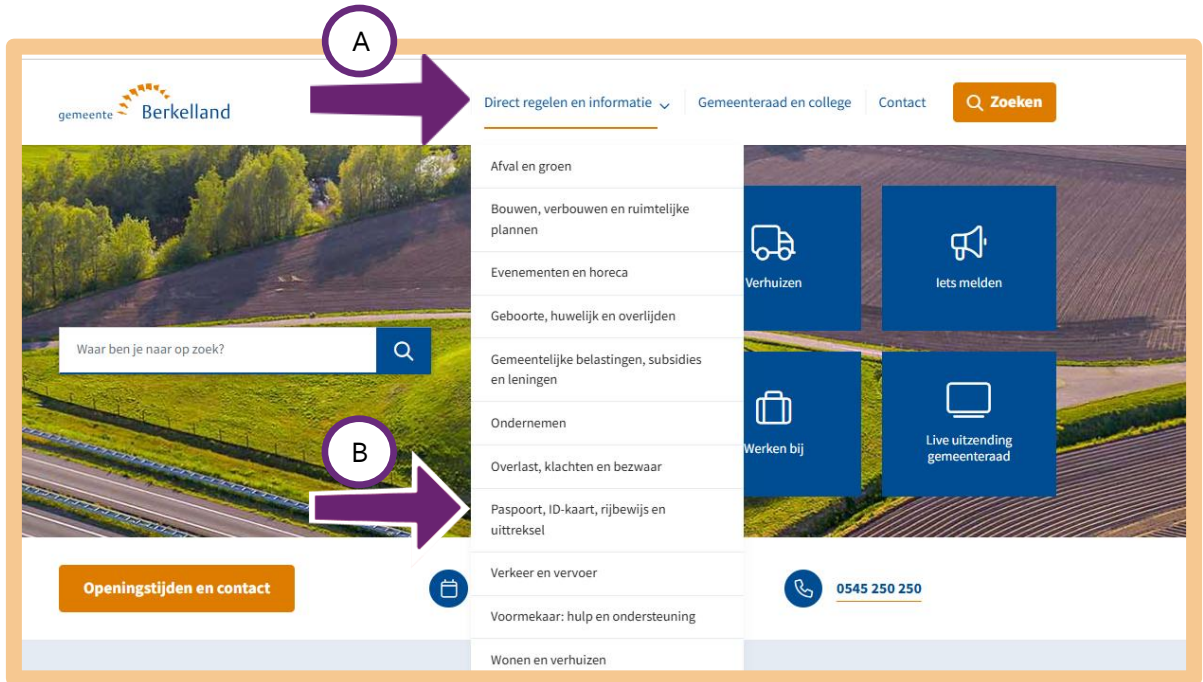 A
gemeente Berkelland
Direct regelen en informatie
Gemeenteraad en college
Contact
Zoeken
Afval en groen
Bouwen, verbouwen en ruimtelijke
plannen
Evenementen en horeca
Geboorte, huwelijk en overlijden
Gemeentelijke belastingen, subsidies
en leningen
Ondernemen
Overlast, klachten en bezwaar
Paspoort, ID-kaart, rijbewijs en
uittreksel
Verkeer en vervoer
Voormekaar: hulp en ondersteuning
Wonen en verhuizen
Verhuizen
Iets melden
Waar ben je naar op zoek?
Werken bij
Live uitzending
gemeenteraad
B
Openingstijden en contact
0545 250 250